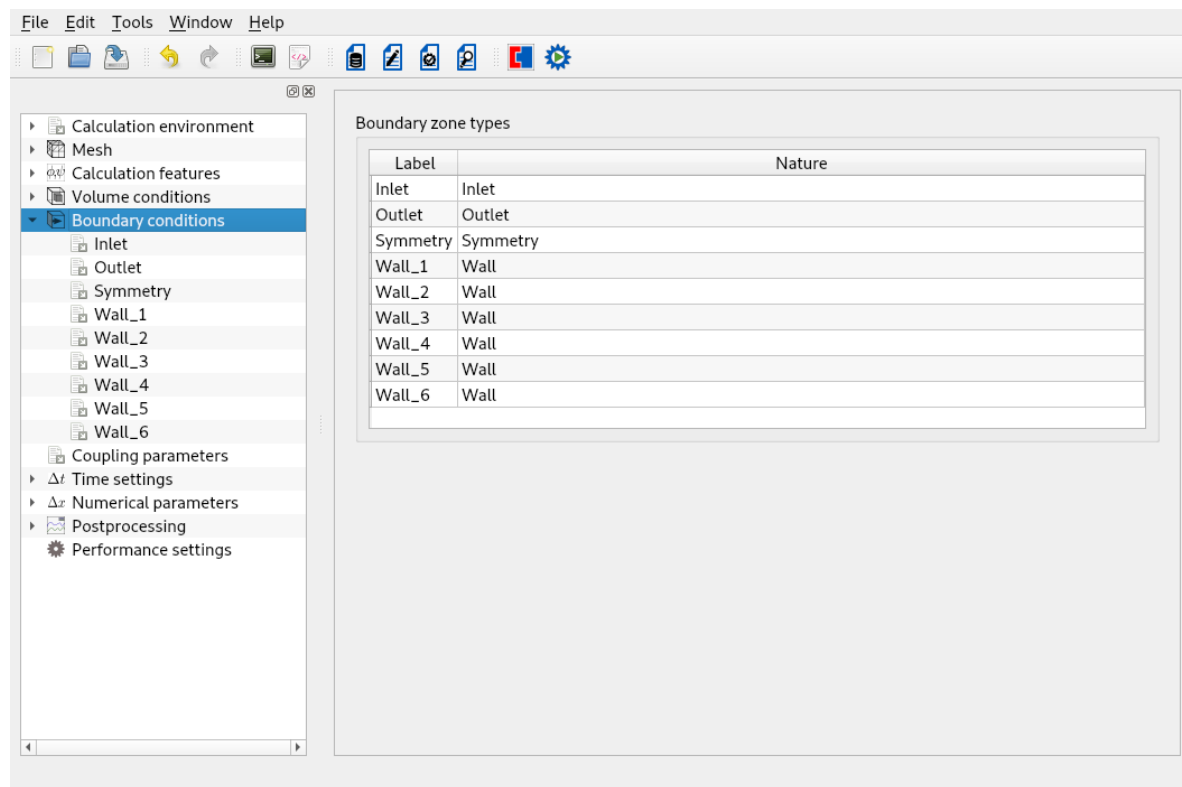 File Edit Tools Window Help
Calculation environment
Mesh
Calculation features
Volume conditions
Boundary conditions
Inlet
Outlet
Symmetry
Wall_1
Wall_2
Wall_3
Wall_4
Wall_5
Wall_6
Coupling parameters
Δt Time settings
Δx Numerical parameters
Postprocessing
Performance settings
Boundary zone types
Label Nature
Inlet Inlet
Outlet Outlet
Symmetry Symmetry
Wall_1 Wall
Wall_2 Wall
Wall_3 Wall
Wall_4 Wall
Wall_5 Wall
Wall_6 Wall